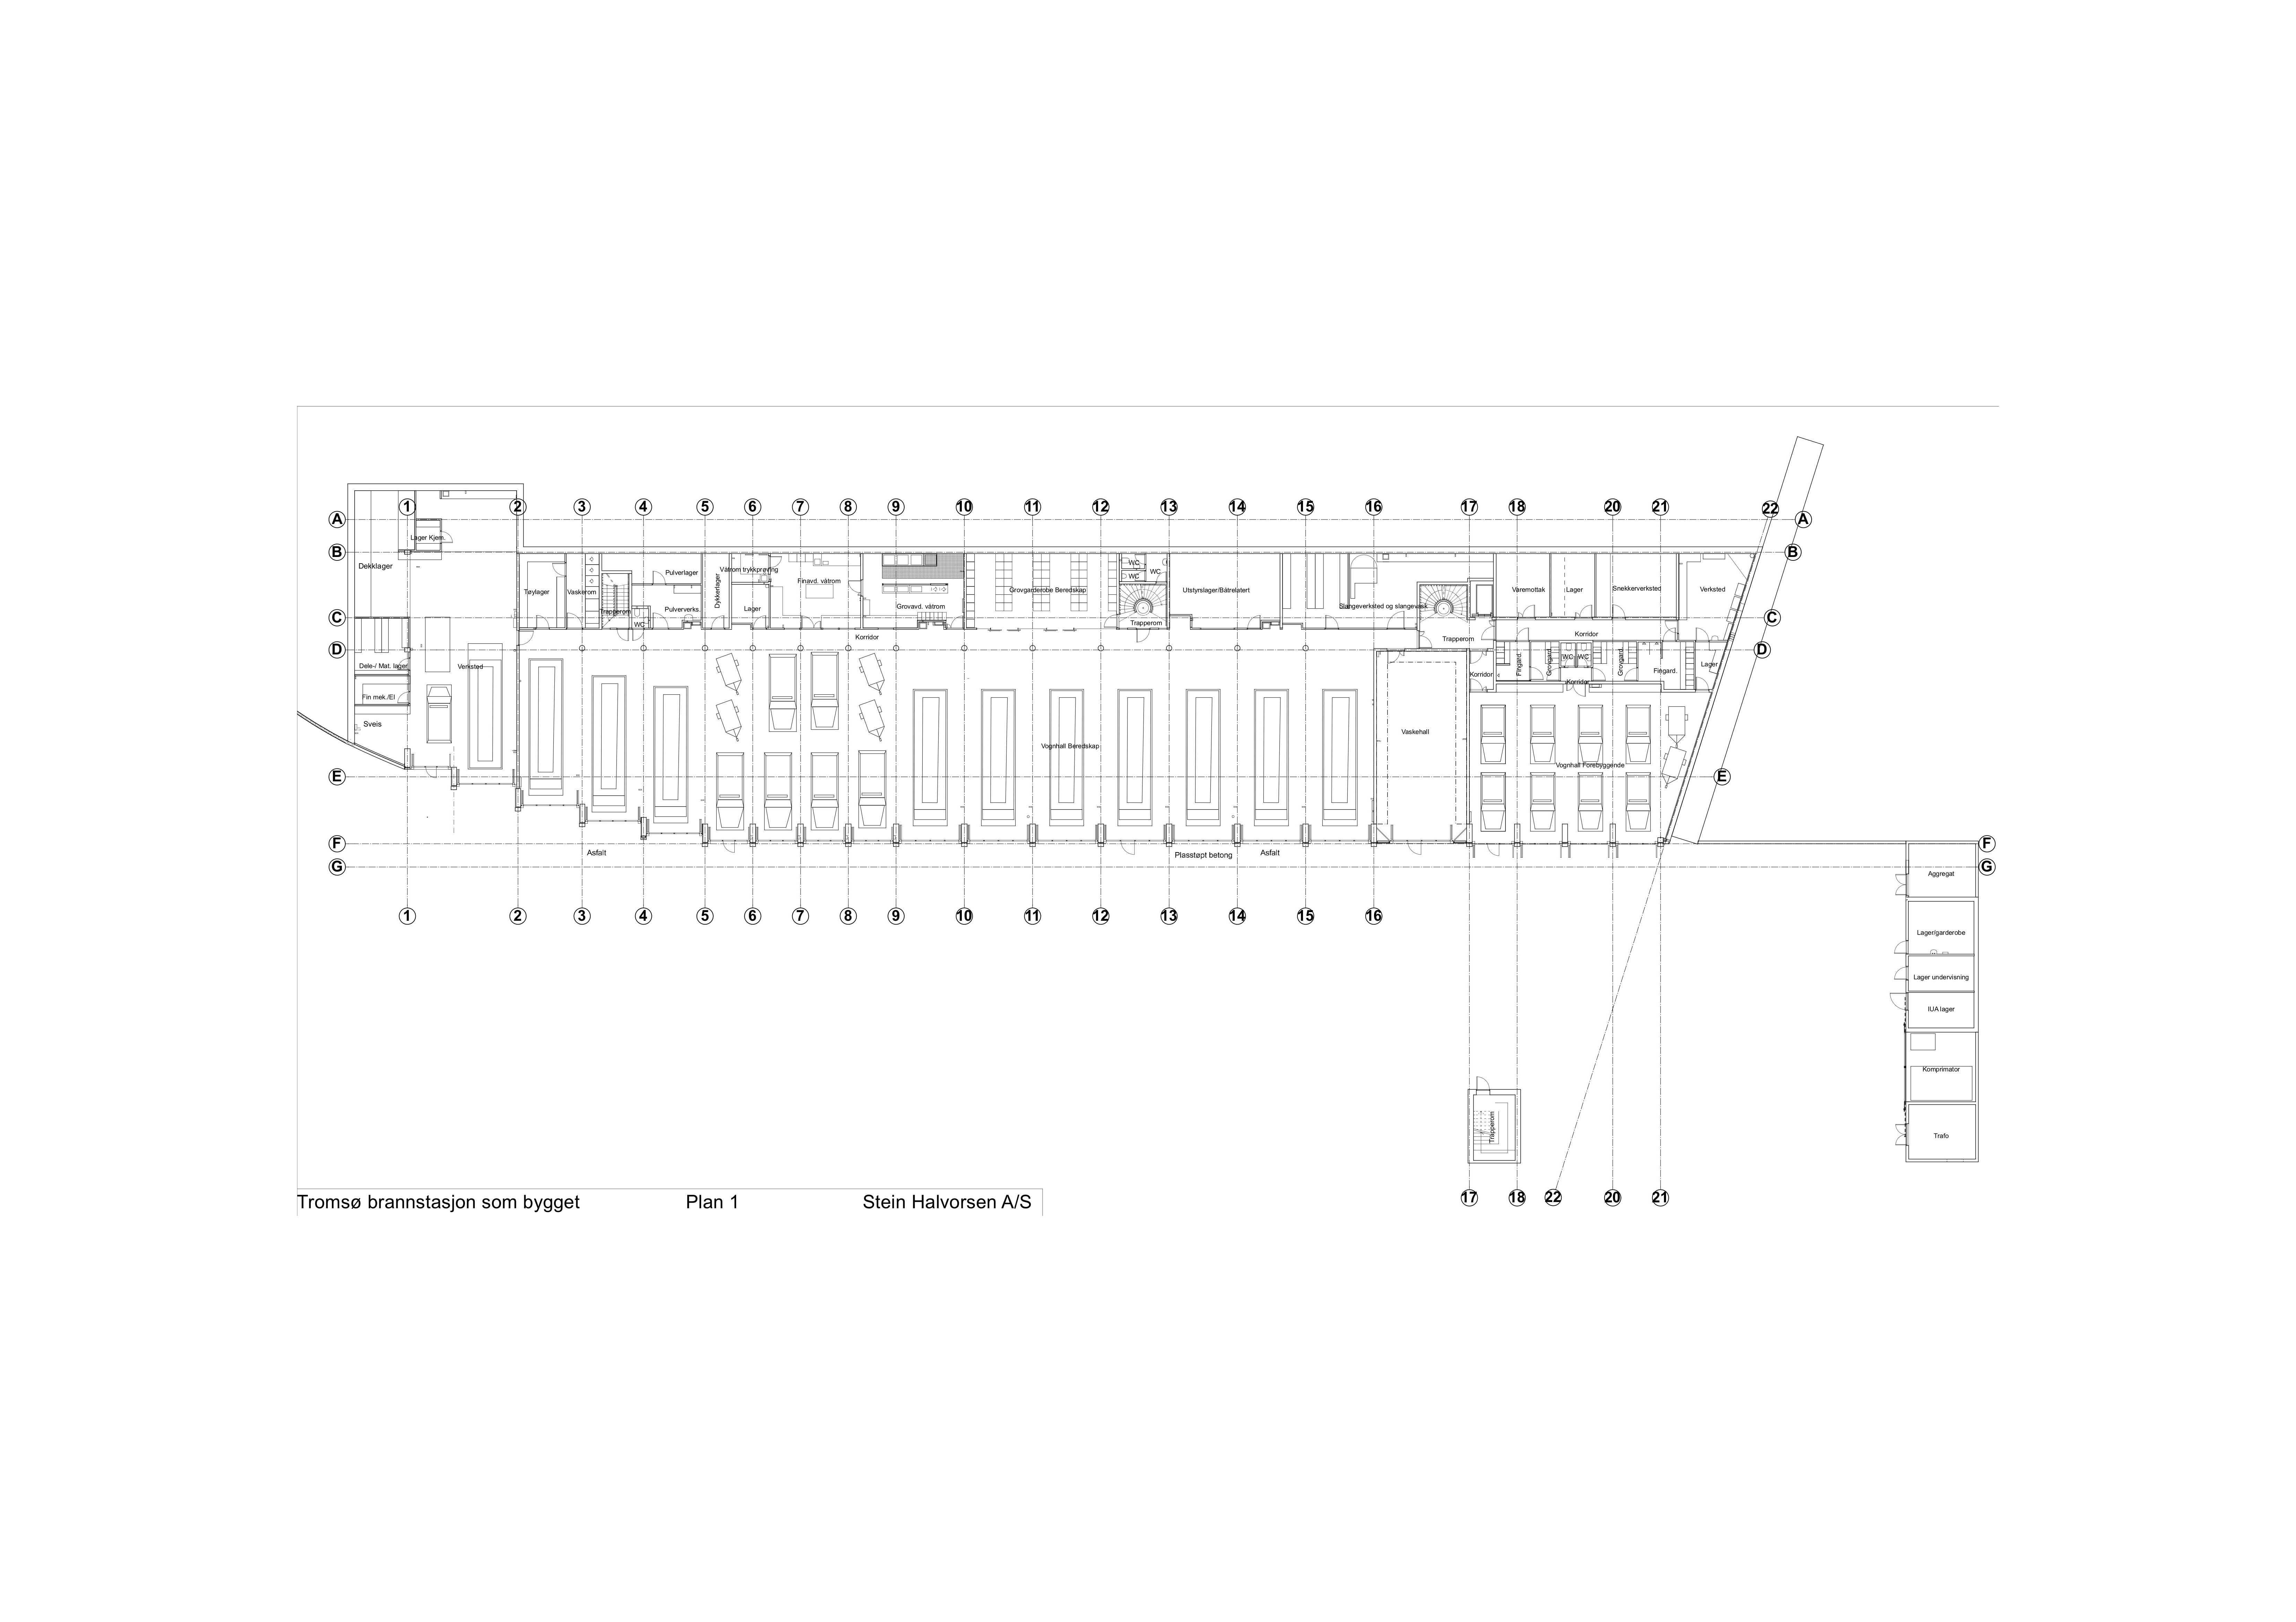 1 2 3 4 5 6 7 8 9 10 11 12 13 14 15 16 17 18 20 21 22
A A
Lager Kjem.
B B
Dekklager
Våtrom trykkprøving
Pulverlager
Finavd. våtrom
WC
WC
WC
Tøylager
Vaskerom
Dykkerlager
Grovgarderobe Beredskap
Utstyrslager/Båtrelatert
Varemottak
Lager
Snekkerverksted
Verksted
Trapperom
Pulververks.
Lager
Grovavd. våtrom
Slangeverksted og slangevask
C C
WC
Trapperom
Korridor
Korridor
Trapperom
D D
Dele-/ Mat. lager
Verksted
Fingard.
Grovgard.
WC
WC
Grovgard.
Fingard.
Lager
Korridor
Korridor
Fin mek./El
Sveis
Vaskehall
Vognhall Beredskap
Vognhall Forebyggende
E E
F F
Asfalt
Plasstøpt betong
Asfalt
G G
Aggregat
1 2 3 4 5 6 7 8 9 10 11 12 13 14 15 16
Lager/garderobe
Lager undervisning
IUA lager
Komprimator
Trapperom
Trafo
17 18 22 20 21
Tromsø brannstasjon som bygget Plan 1 Stein Halvorsen A/S